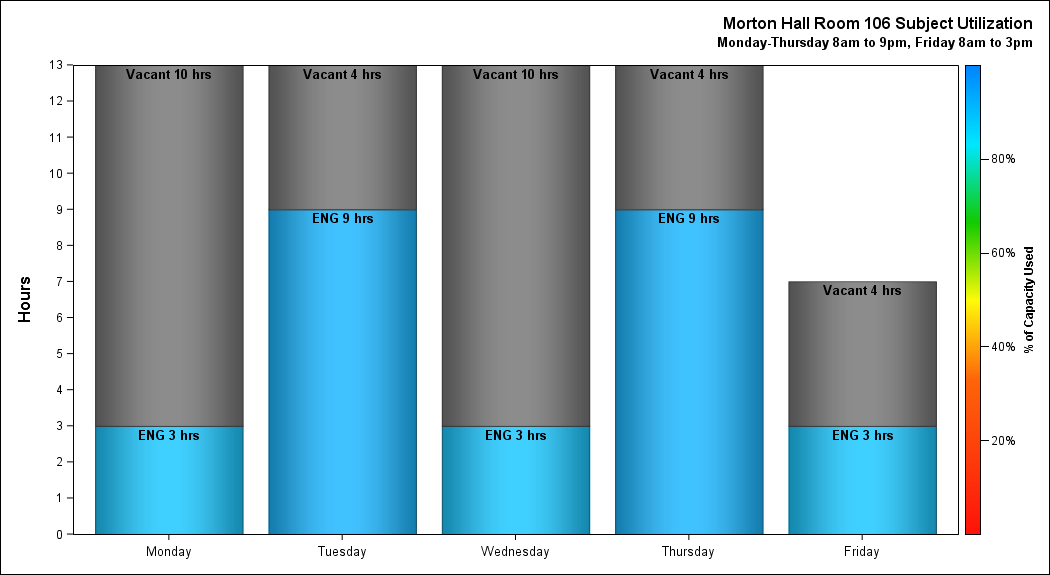 Morton Hall Room 106 Subject Utilization
Monday-Thursday 8am to 9pm, Friday 8am to 3pm
13
12
11
10
9
8
7
6
5
4
3
2
1
0
Hours
Vacant 10 hrs
Vacant 4 hrs
Vacant 10 hrs
Vacant 4 hrs
ENG 9 hrs
ENG 9 hrs
Vacant 4 hrs
ENG 3 hrs
ENG 3 hrs
ENG 3 hrs
Monday
Tuesday
Wednesday
Thursday
Friday
80%
60%
40%
20%
% of Capacity Used